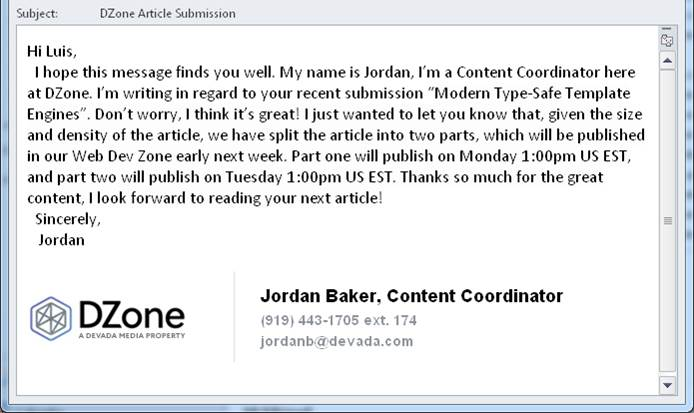 Subject: DZone Article Submission
Hi Luis,
I hope this message finds you well. My name is Jordan, I'm a Content Coordinator here
at DZone. I'm writing in regard to your recent submission "Modern Type-Safe Template
Engines". Don't worry, I think it's great! I just wanted to let you know that, given the size
and density of the article, we have split the article into two parts, which will be published
in our Web Dev Zone early next week. Part one will publish on Monday 1:00pm US EST,
and part two will publish on Tuesday 1:00pm US EST. Thanks so much for the great
content, I look forward to reading your next article!
Sincerely,
Jordan
DZone
A DEVADA MEDIA PROPERTY
Jordan Baker, Content Coordinator
(919) 443-1705 ext. 174
jordanb@devada.com